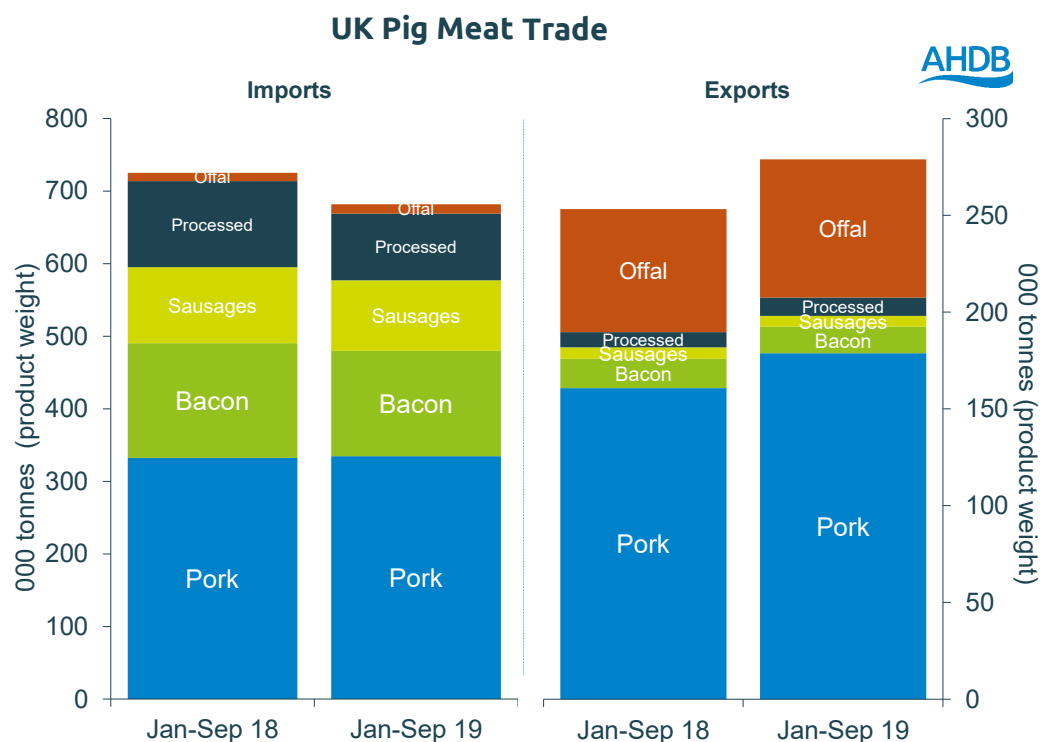 UK Pig Meat Trade
AHDB
Imports
Exports
000 tonnes (product weight)
800
700
600
500
400
300
200
100
0
Offal
Processed
Sausages
Bacon
Pork
Jan-Sep 18
Offal
Processed
Sausages
Bacon
Pork
Jan-Sep 19
Offal
Processed
Sausages
Bacon
Pork
Jan-Sep 18
Offal
Processed
Sausages
Bacon
Pork
Jan-Sep 19
300
250
200
150
100
50
0
000 tonnes (product weight)